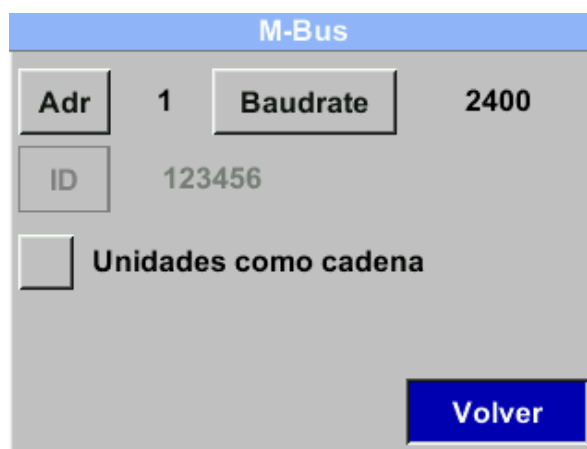 M-Bus
Adr 1 Baudrate 2400
ID 123456
Unidades como cadena
Volver